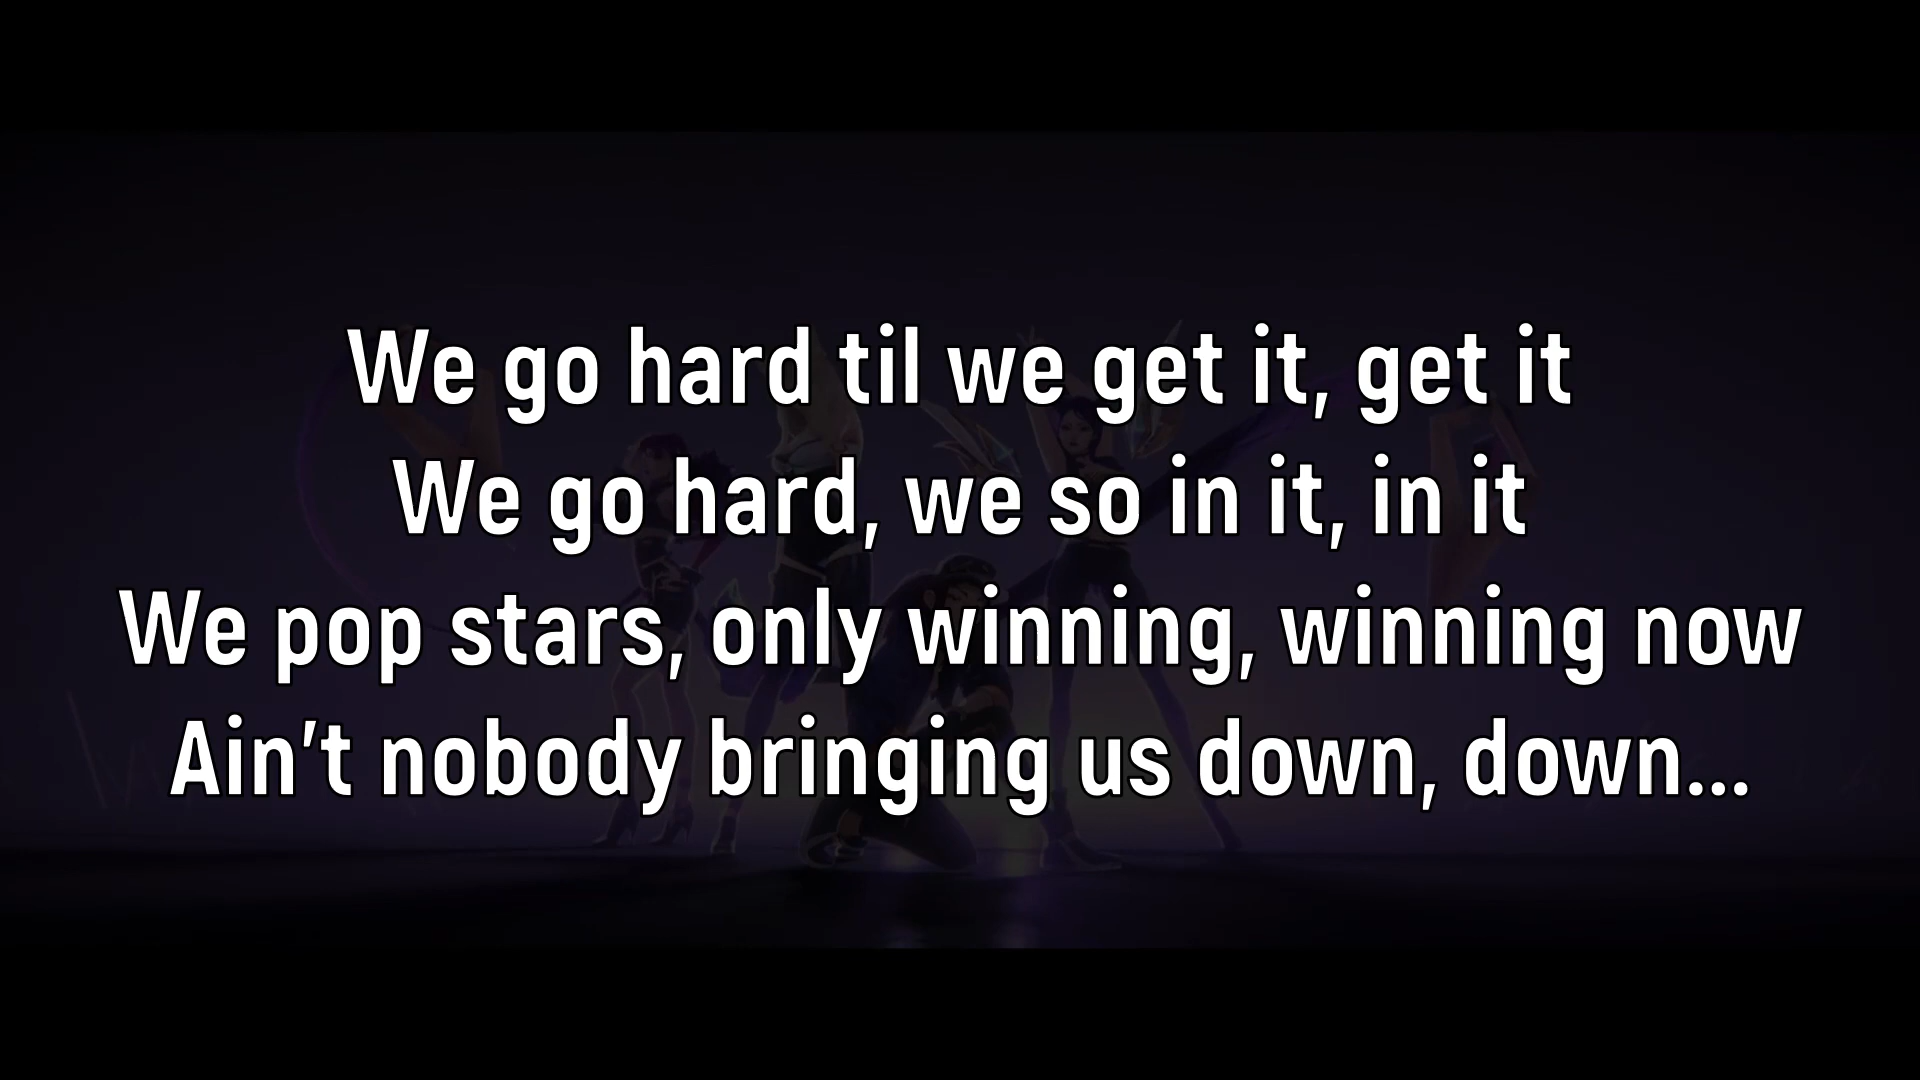 We go hard til we get it, get it
We go hard, we so in it, in it
We pop stars, only winning, winning now
Ain’t nobody bringing us down, down...